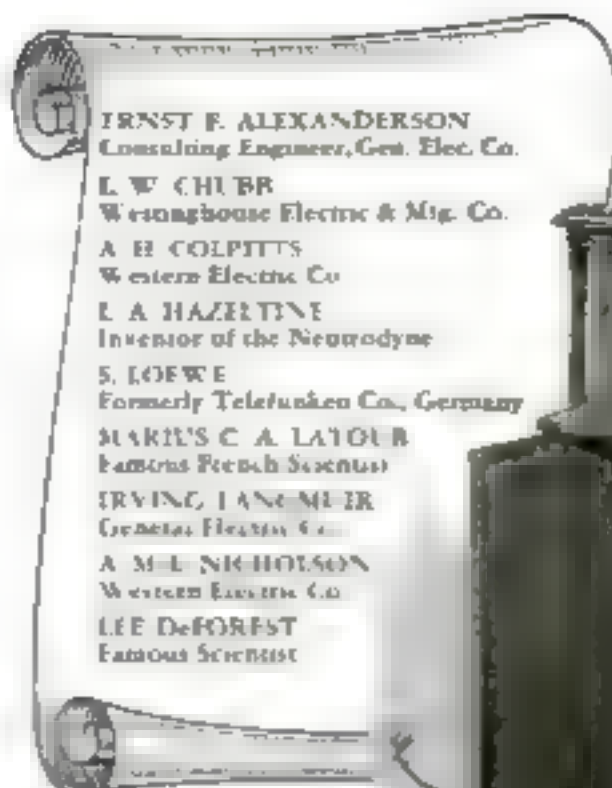 ERNST F. ALEXANDERSON
Consulting Engineer, Gen. Elec. Co.
L. W. CHUBB
Westinghouse Electric & Mfg. Co.
A. H. COLPITTS
Western Electric Co.
L. A. HAZELTINE
Inventor of the Neutrodyne
S. LOEWE
Formerly Telefunken Co., Germany
MARIUS C. A. LATOUR
Famous French Scientist
IRVING LANGMUIR
General Electric Co.
A. M. L. NICHOLSON
Western Electric Co.
LEE DeFOREST
Famous Scientist